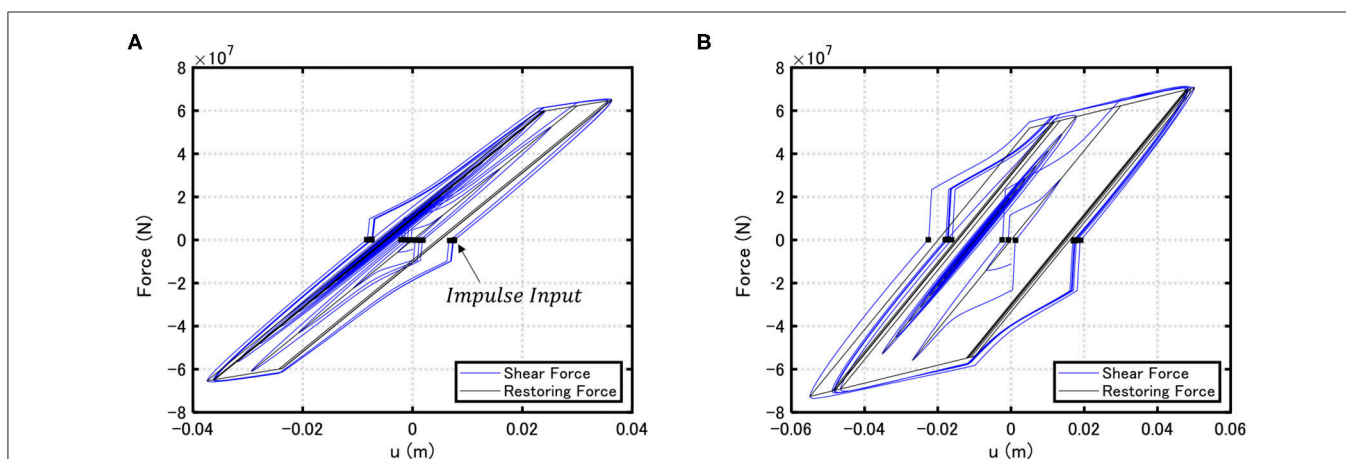 A
×10⁷
8
6
4
2
0
−2
−4
−6
−8
Force (N)
−0.04
−0.02
0
0.02
0.04
u (m)
Impulse Input
Shear Force
Restoring Force
B
×10⁷
8
6
4
2
0
−2
−4
−6
−8
Force (N)
−0.06
−0.04
−0.02
0
0.02
0.04
0.06
u (m)
Shear Force
Restoring Force